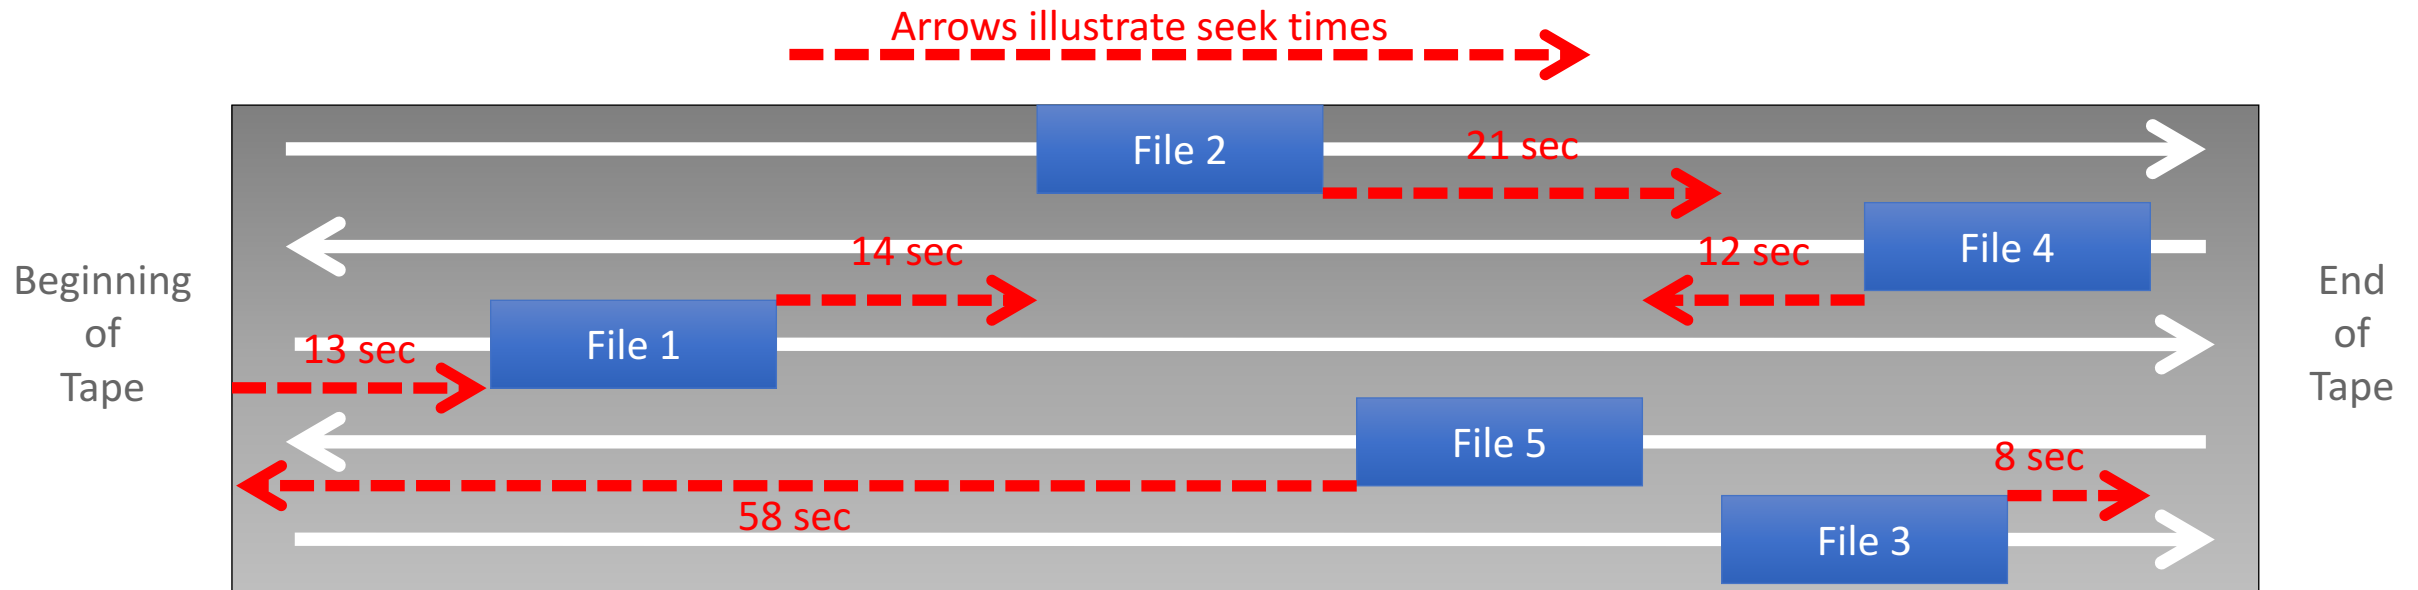 Arrows illustrate seek times
File 2
21 sec
File 4
14 sec
12 sec
Beginning
of
Tape
End
of
Tape
File 1
13 sec
File 5
8 sec
58 sec
File 3